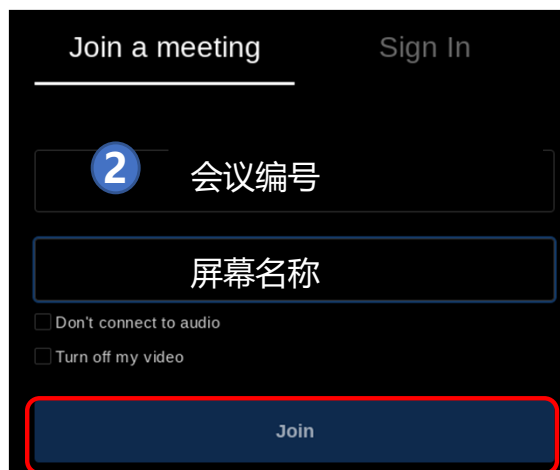 Join a meeting
Sign In
2
会议编号
屏幕名称
Don't connect to audio
Turn off my video
Join